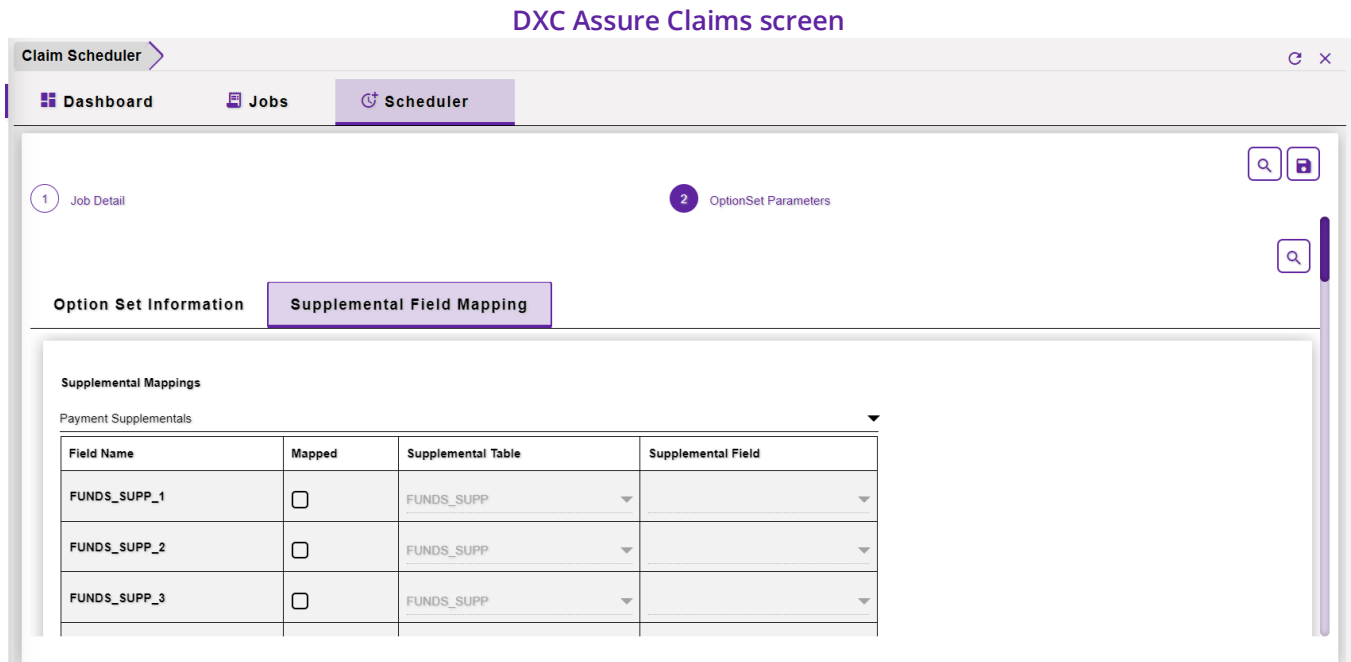 DXC Assure Claims screen
Claim Scheduler
Dashboard Jobs Scheduler
1 Job Detail 2 OptionSet Parameters
Option Set Information Supplemental Field Mapping
Supplemental Mappings
Payment Supplementals
Field Name Mapped Supplemental Table Supplemental Field
FUNDS_SUPP_1 FUNDS_SUPP
FUNDS_SUPP_2 FUNDS_SUPP
FUNDS_SUPP_3 FUNDS_SUPP